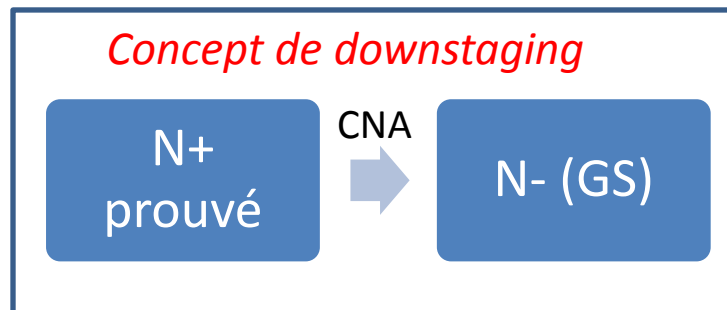 Concept de downstaging
N+
prouvé
CNA
N- (GS)